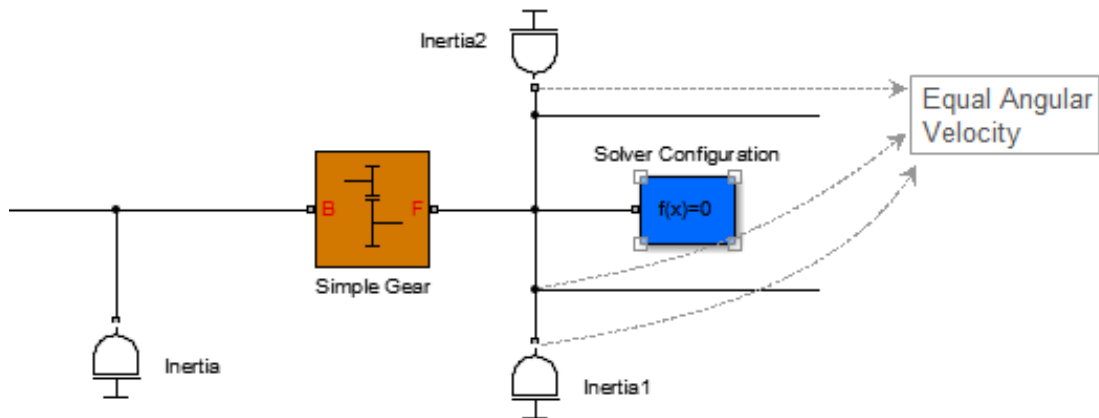 Inertia2
Equal Angular
Velocity
Solver Configuration
B
F
f(x)=0
Simple Gear
Inertia
Inertia1